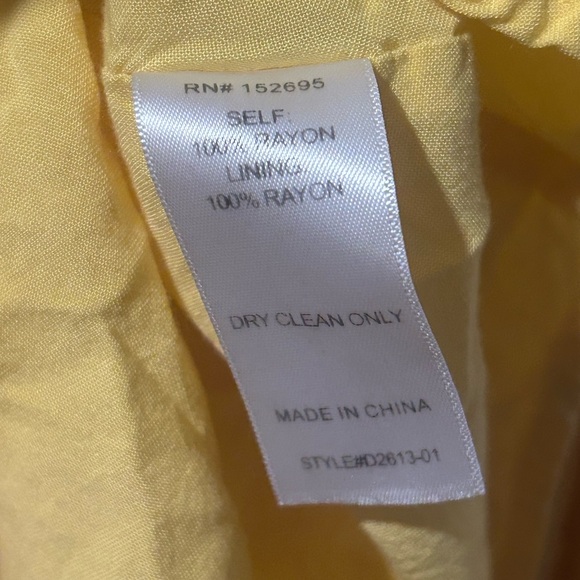 RN# 152695
SELF:
100% RAYON
LINING:
100% RAYON
DRY CLEAN ONLY
MADE IN CHINA
STYLE#D2613-01